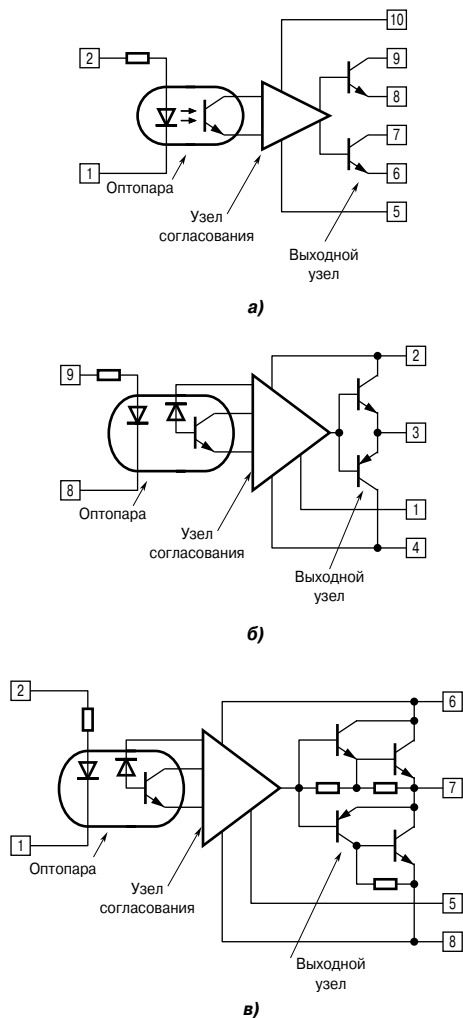 10
2
9
8
7
1
6
Оптопара
5
Узел
согласования
Выходной
узел
а)
9
2
3
8
1
Оптопара
4
Узел
согласования
Выходной
узел
б)
2
6
7
1
Оптопара
Узел
согласования
5
8
Выходной
узел
в)